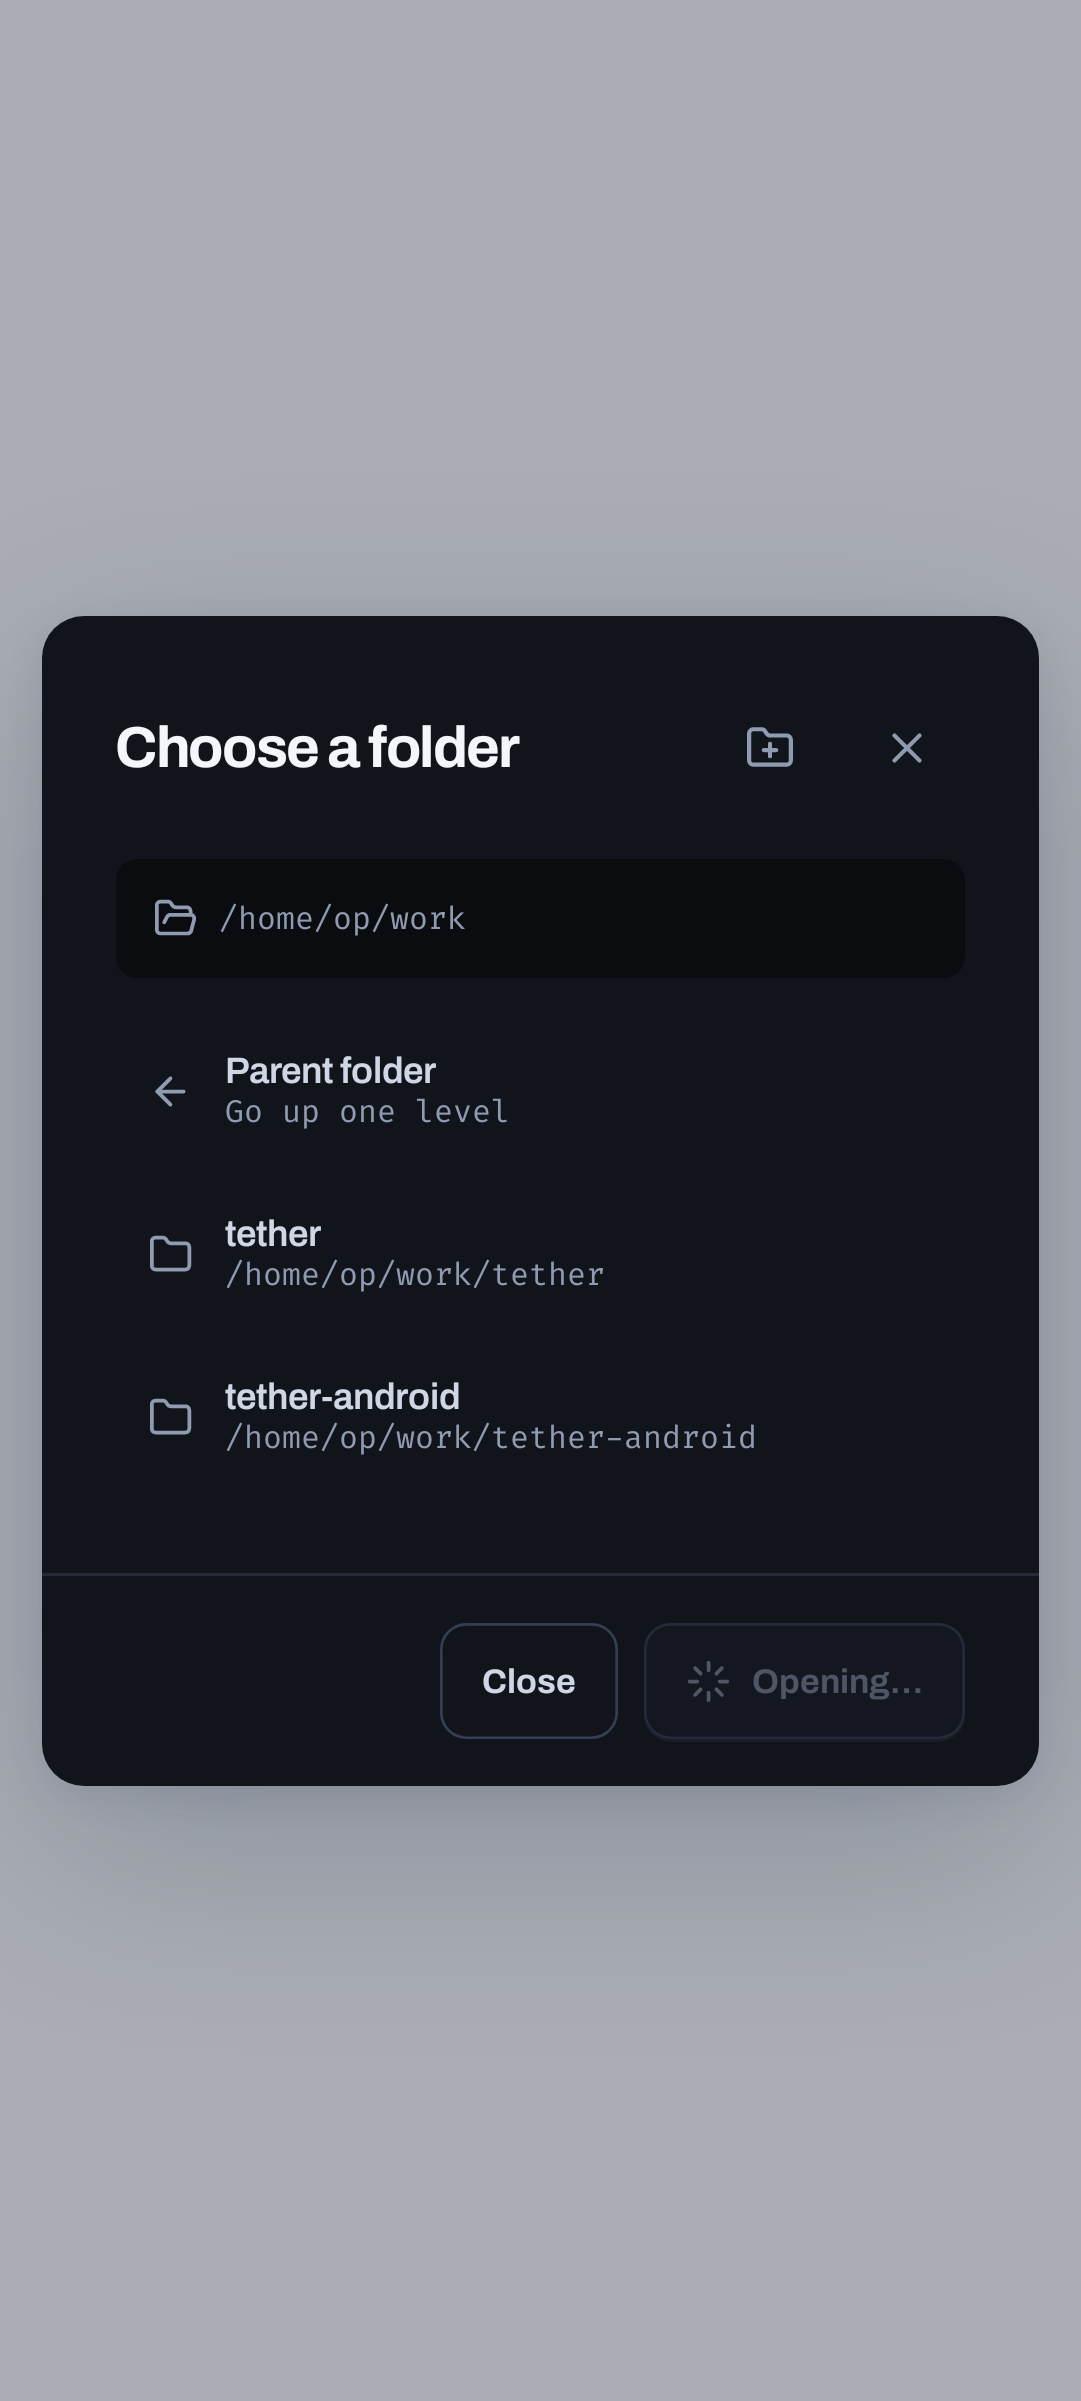 Choose a folder
/home/op/work
Parent folder
Go up one level
tether
/home/op/work/tether
tether-android
/home/op/work/tether-android
Close
Opening...